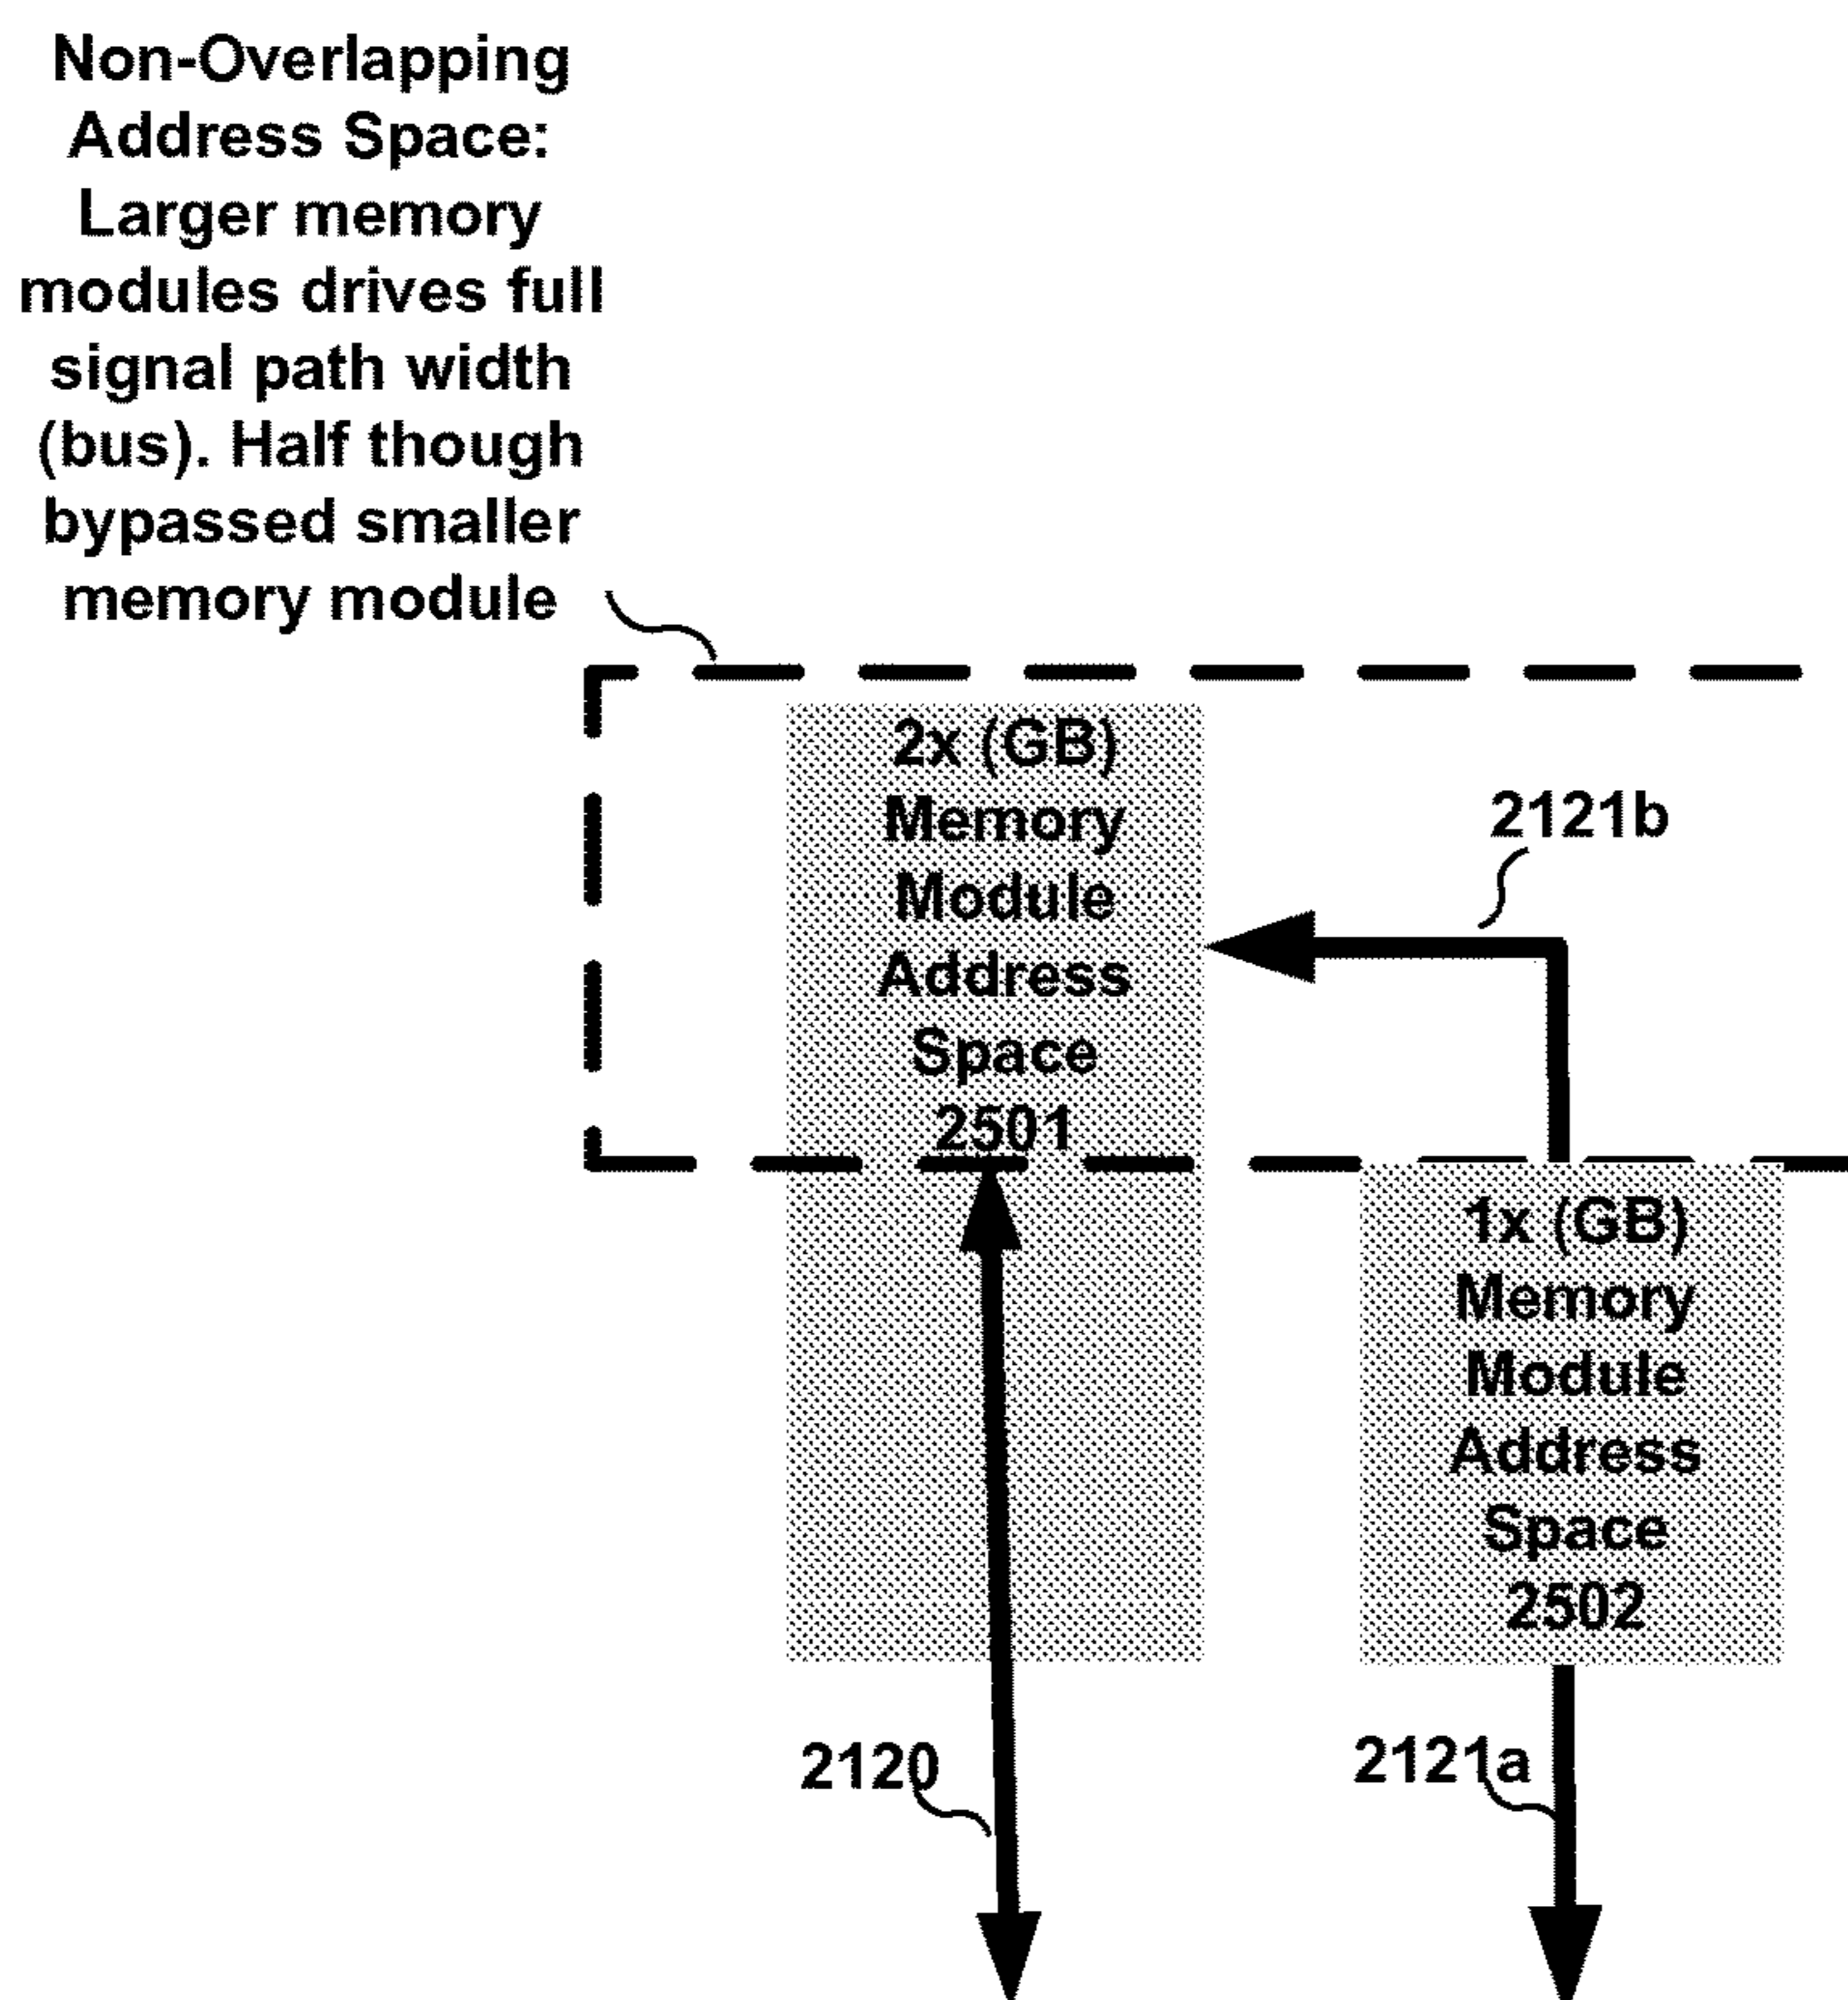 Non-Overlapping
Address Space:
Larger memory
modules drives full
signal path width
(bus). Half though
bypassed smaller
memory module
2x (GB)
Memory
Module
Address
Space
2501
2121b
1x (GB)
Memory
Module
Address
Space
2502
2120
2121a